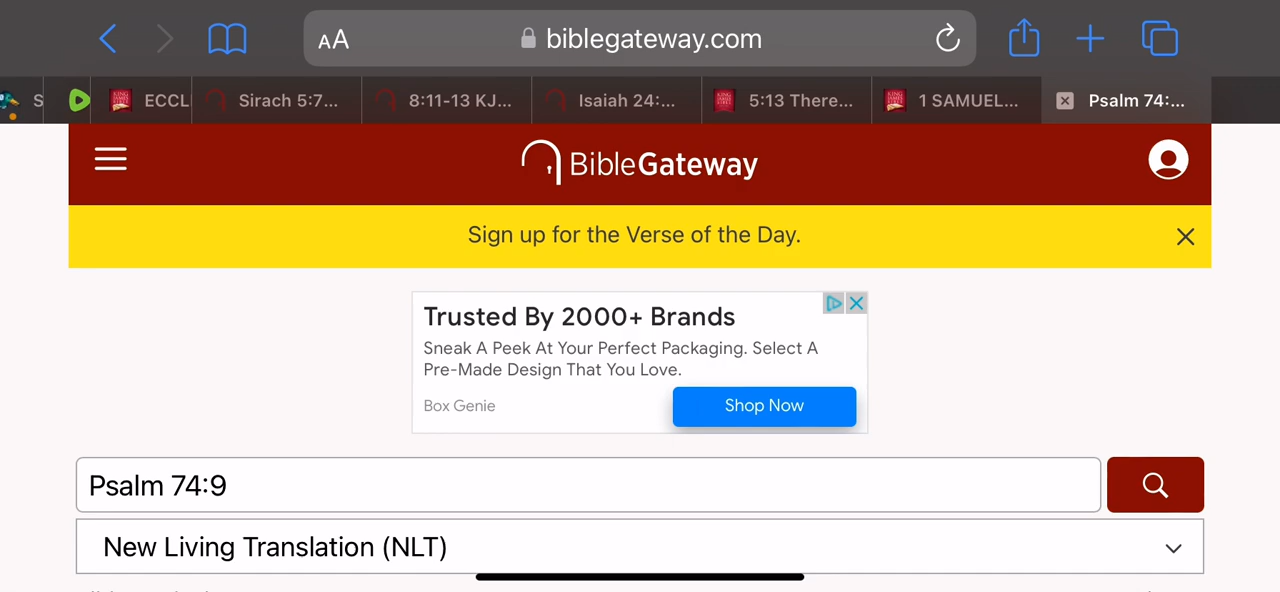 AA biblegateway.com
S ECCL Sirach 5:7... 8:11-13 KJ... Isaiah 24:... 5:13 There... 1 SAMUEL... Psalm 74:...
BibleGateway
Sign up for the Verse of the Day.
Trusted By 2000+ Brands
Sneak A Peek At Your Perfect Packaging. Select A
Pre-Made Design That You Love.
Box Genie Shop Now
Psalm 74:9
New Living Translation (NLT)